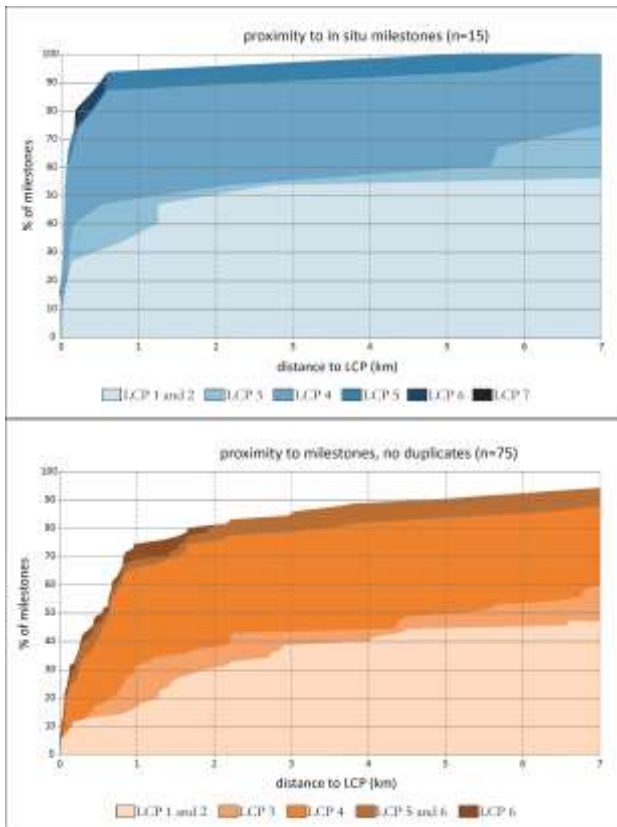 proximity to in situ milestones (n=15)
100
90
80
70
60
50
40
30
20
10
0
% of milestones
0 1 2 3 4 5 6 7
distance to LCP (km)
LCP 1 and 2 LCP 3 LCP 4 LCP 5 LCP 6 LCP 7
proximity to milestones, no duplicates (n=75)
100
90
80
70
60
50
40
30
20
10
0
% of milestones
0 1 2 3 4 5 6 7
distance to LCP (km)
LCP 1 and 2 LCP 3 LCP 4 LCP 5 and 6 LCP 6